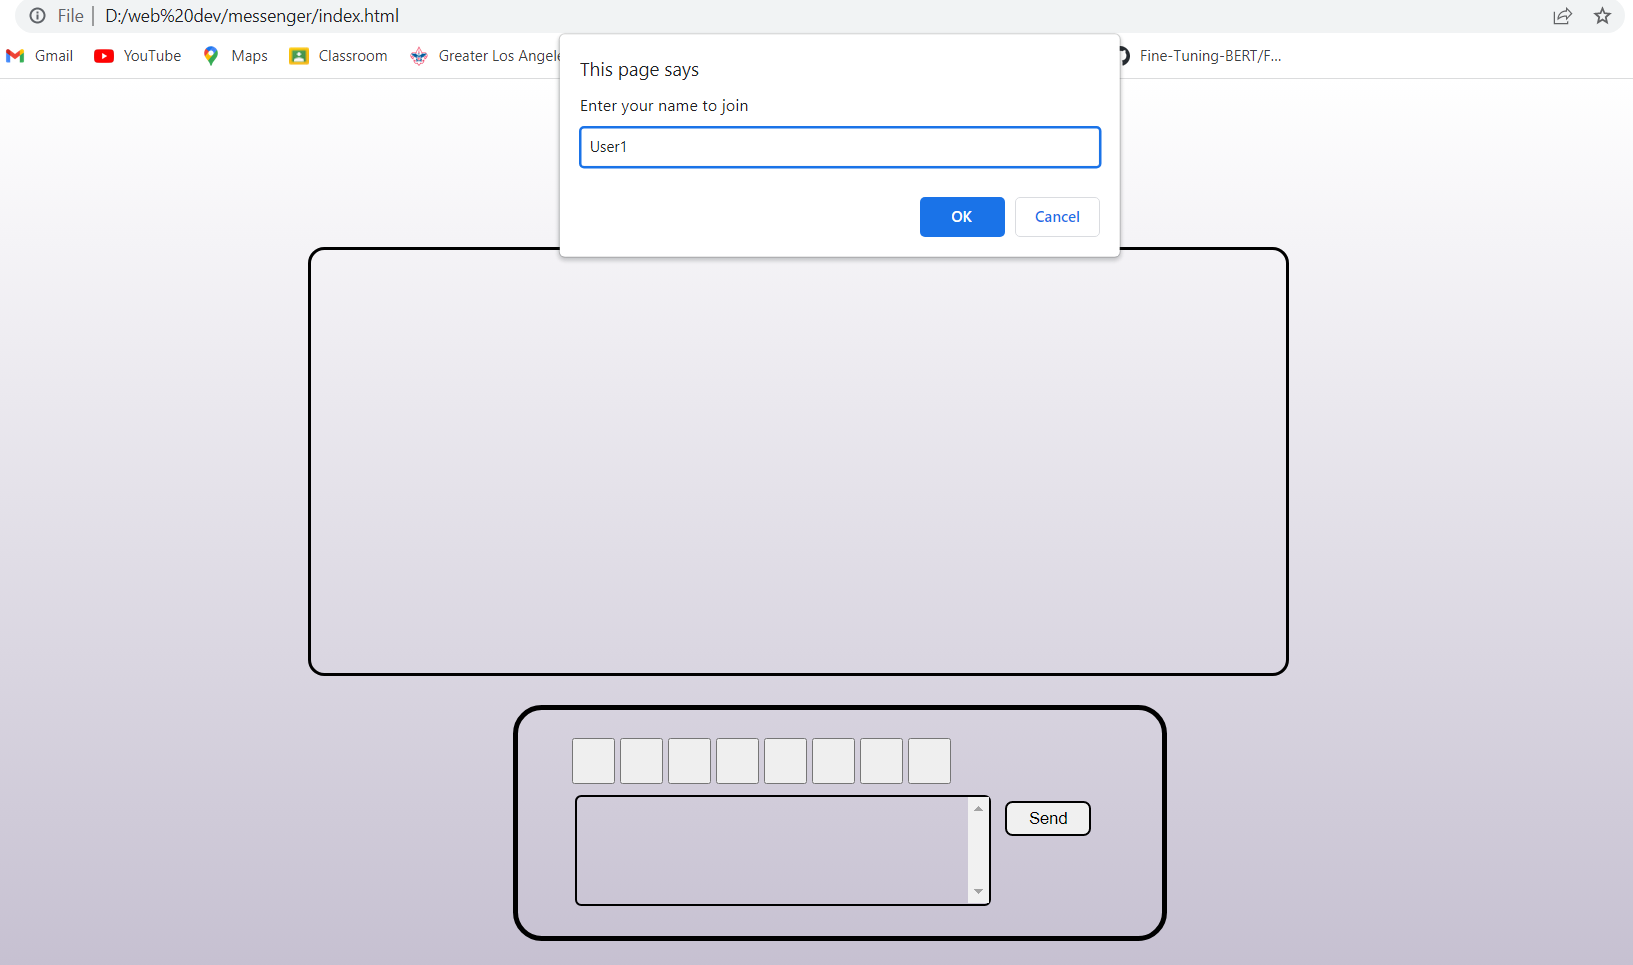 File | D:/web%20dev/messenger/index.html
Gmail YouTube Maps Classroom Greater Los Angele Fine-Tuning-BERT/F...
This page says
Enter your name to join
User1
OK Cancel
Send